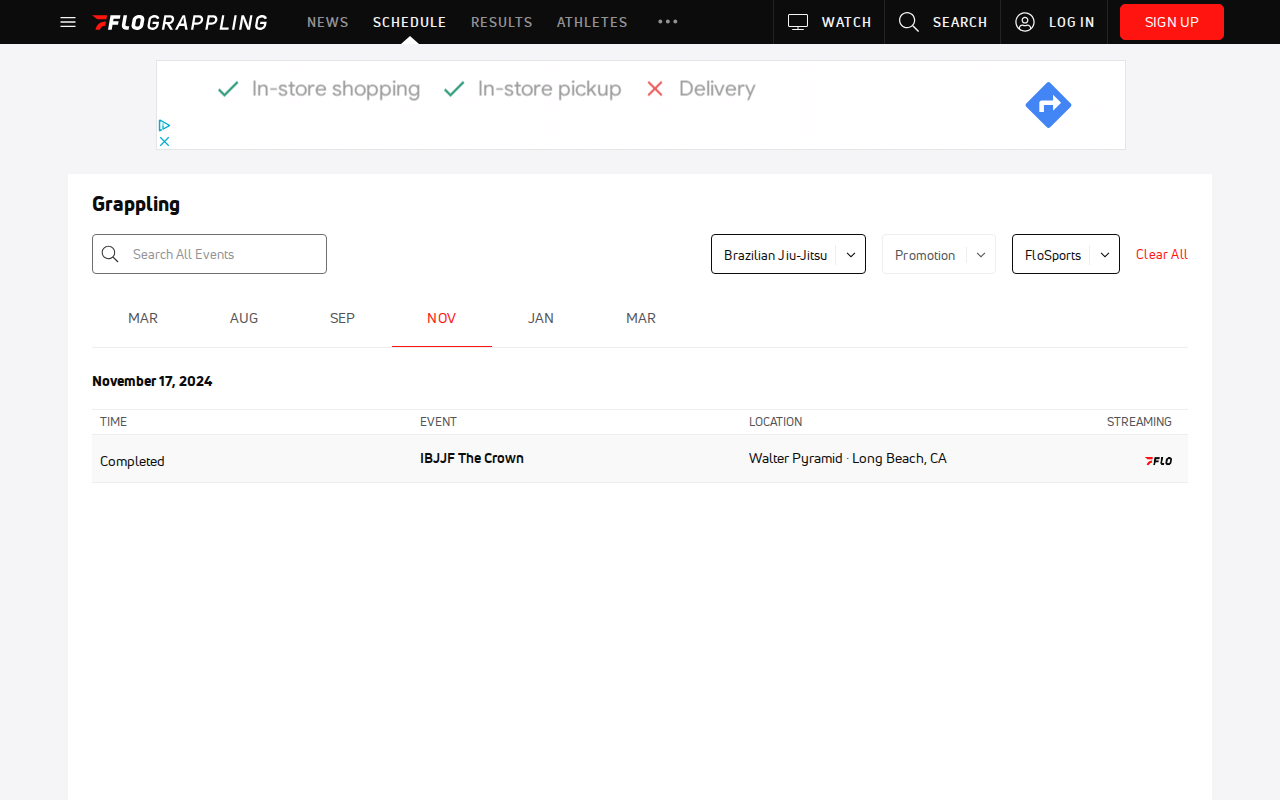 FLOGRAPPLING NEWS SCHEDULE RESULTS ATHLETES WATCH SEARCH LOG IN SIGN UP
In-store shopping In-store pickup Delivery
Grappling
Search All Events Brazilian Jiu-Jitsu Promotion FloSports Clear All
MAR AUG SEP NOV JAN MAR
November 17, 2024
TIME EVENT LOCATION STREAMING
Completed IBJJF The Crown Walter Pyramid · Long Beach, CA FLO